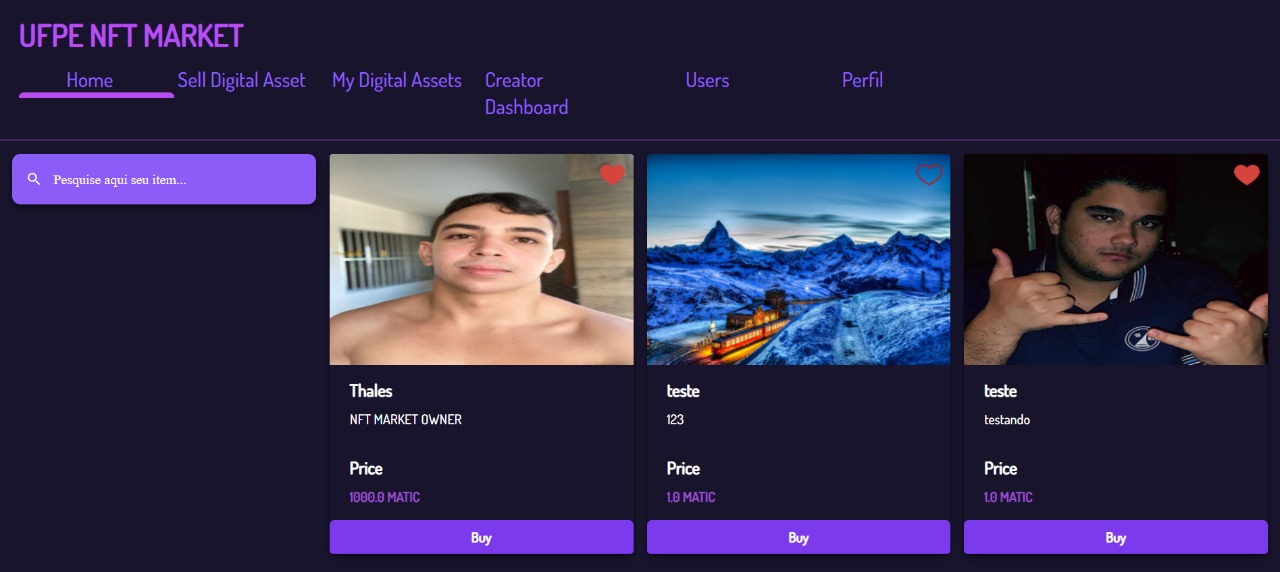 UFPE NFT MARKET
Home Sell Digital Asset My Digital Assets Creator Dashboard Users Perfil
Pesquise aqui seu item...
Thales
NFT MARKET OWNER
Price
1000.0 MATIC
Buy
teste
123
Price
1.0 MATIC
Buy
teste
testando
Price
1.0 MATIC
Buy